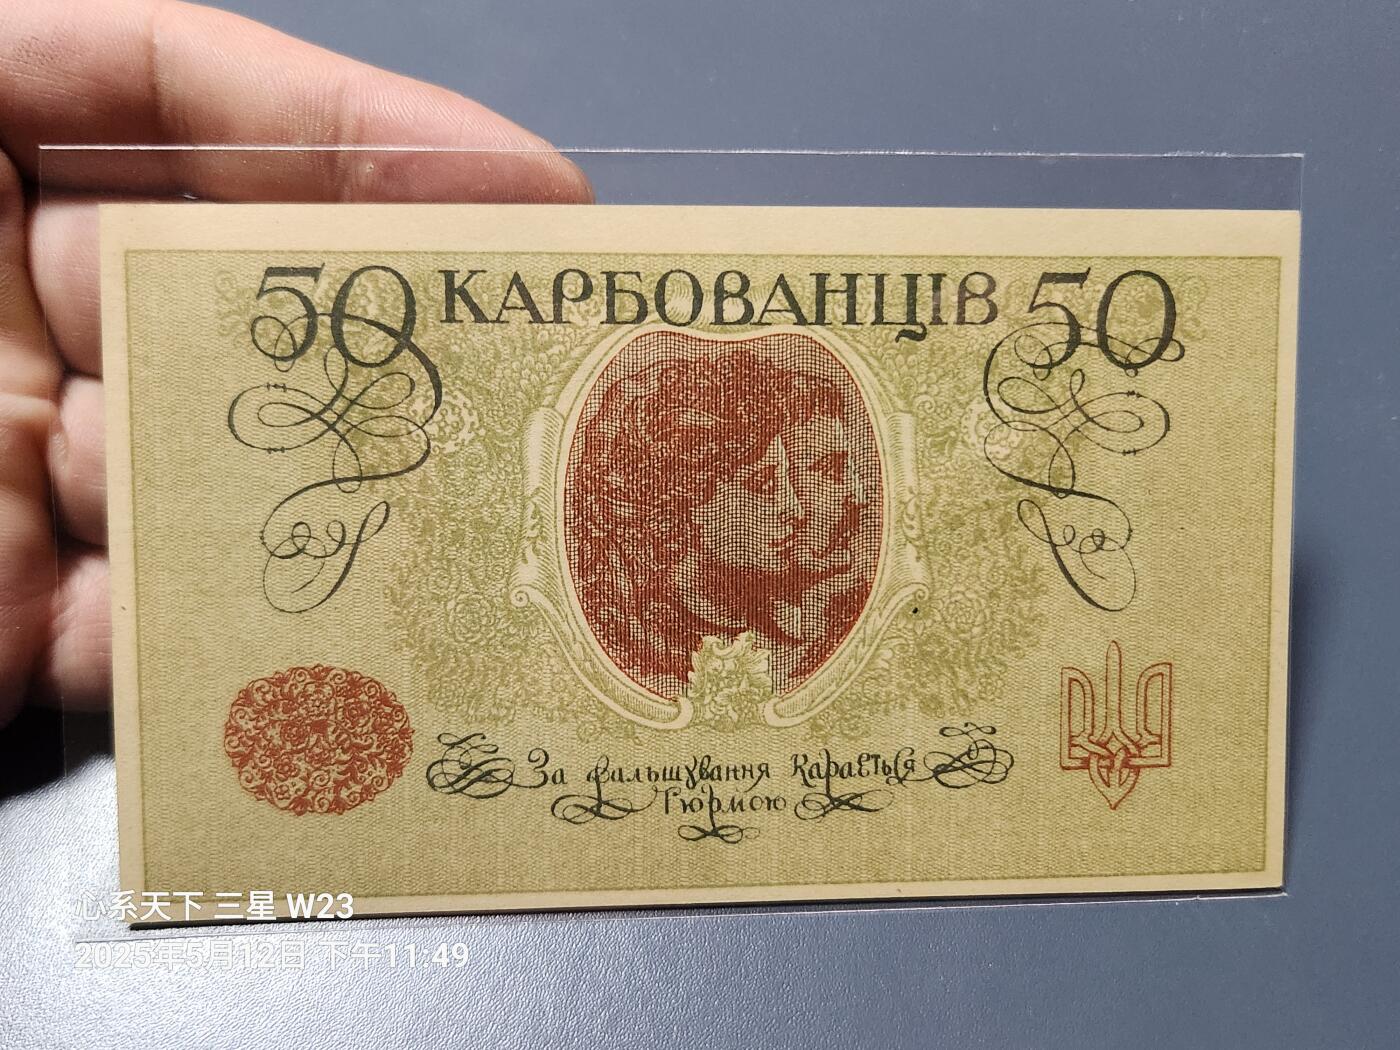 50 КАРБОВАНЦІВ 50
За фальшування карається
тюрмою
心系天下 三星 W23
2025年5月12日 下午11:49